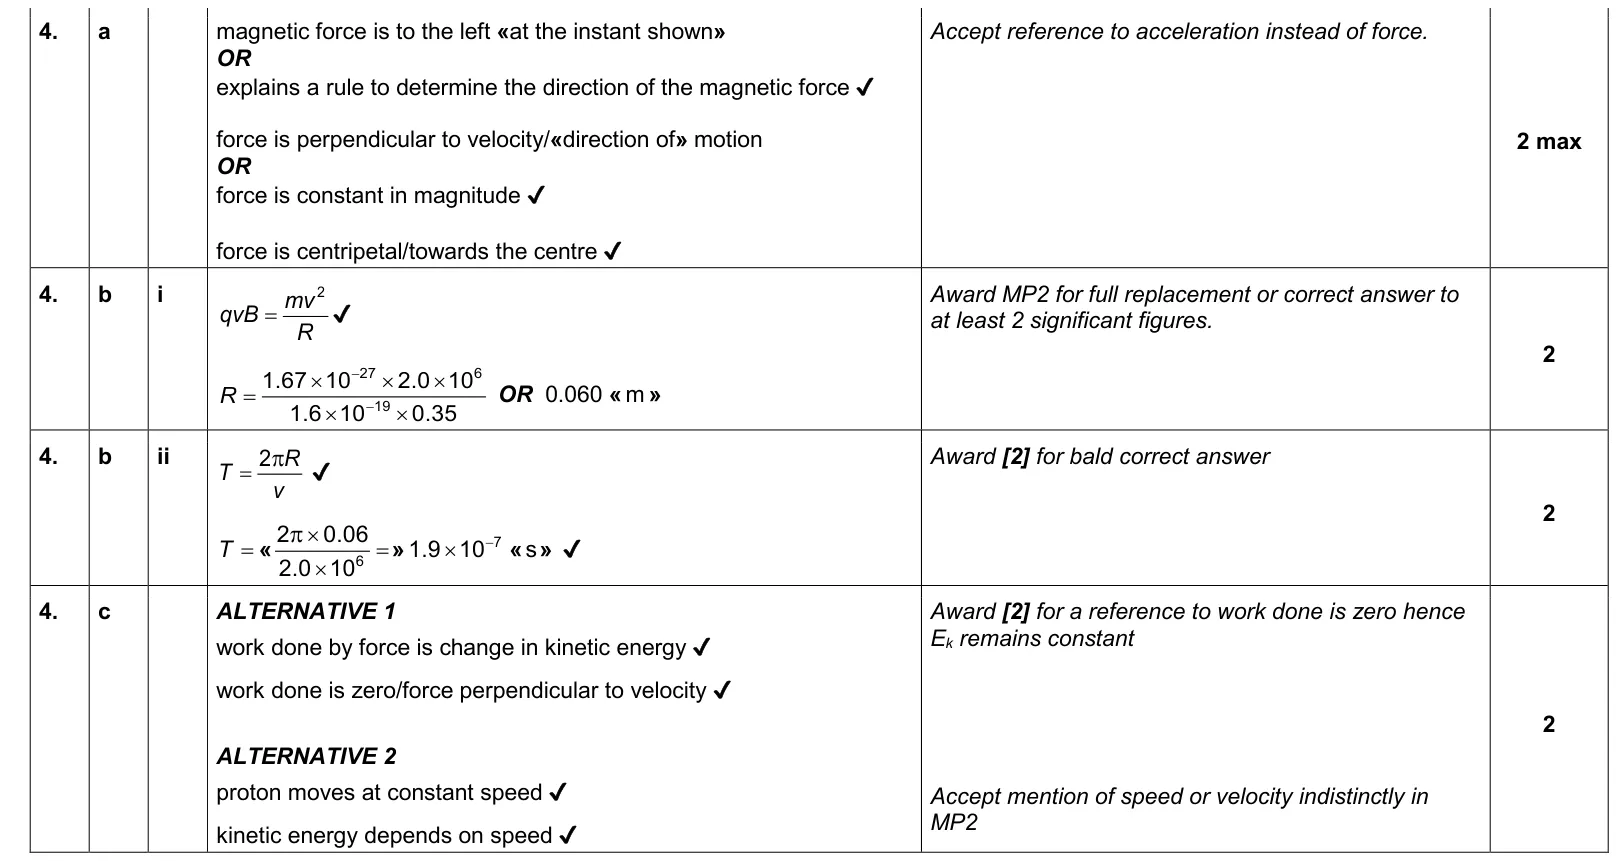 4. a magnetic force is to the left «at the instant shown» Accept reference to acceleration instead of force.
OR
explains a rule to determine the direction of the magnetic force ✔
force is perpendicular to velocity/«direction of» motion 2 max
OR
force is constant in magnitude ✔
force is centripetal/towards the centre ✔
4. b i qvB = mv²/R ✔ Award MP2 for full replacement or correct answer to
at least 2 significant figures.
2
R = 1.67×10⁻²⁷×2.0×10⁶/1.6×10⁻¹⁹×0.35 OR 0.060 «m»
4. b ii T = 2πR/v ✔ Award [2] for bald correct answer
2
T = «2π×0.06/2.0×10⁶ =» 1.9×10⁻⁷ «s» ✔
4. c ALTERNATIVE 1 Award [2] for a reference to work done is zero hence
Eₖ remains constant
work done by force is change in kinetic energy ✔
work done is zero/force perpendicular to velocity ✔
2
ALTERNATIVE 2
proton moves at constant speed ✔ Accept mention of speed or velocity indistinctly in
MP2
kinetic energy depends on speed ✔